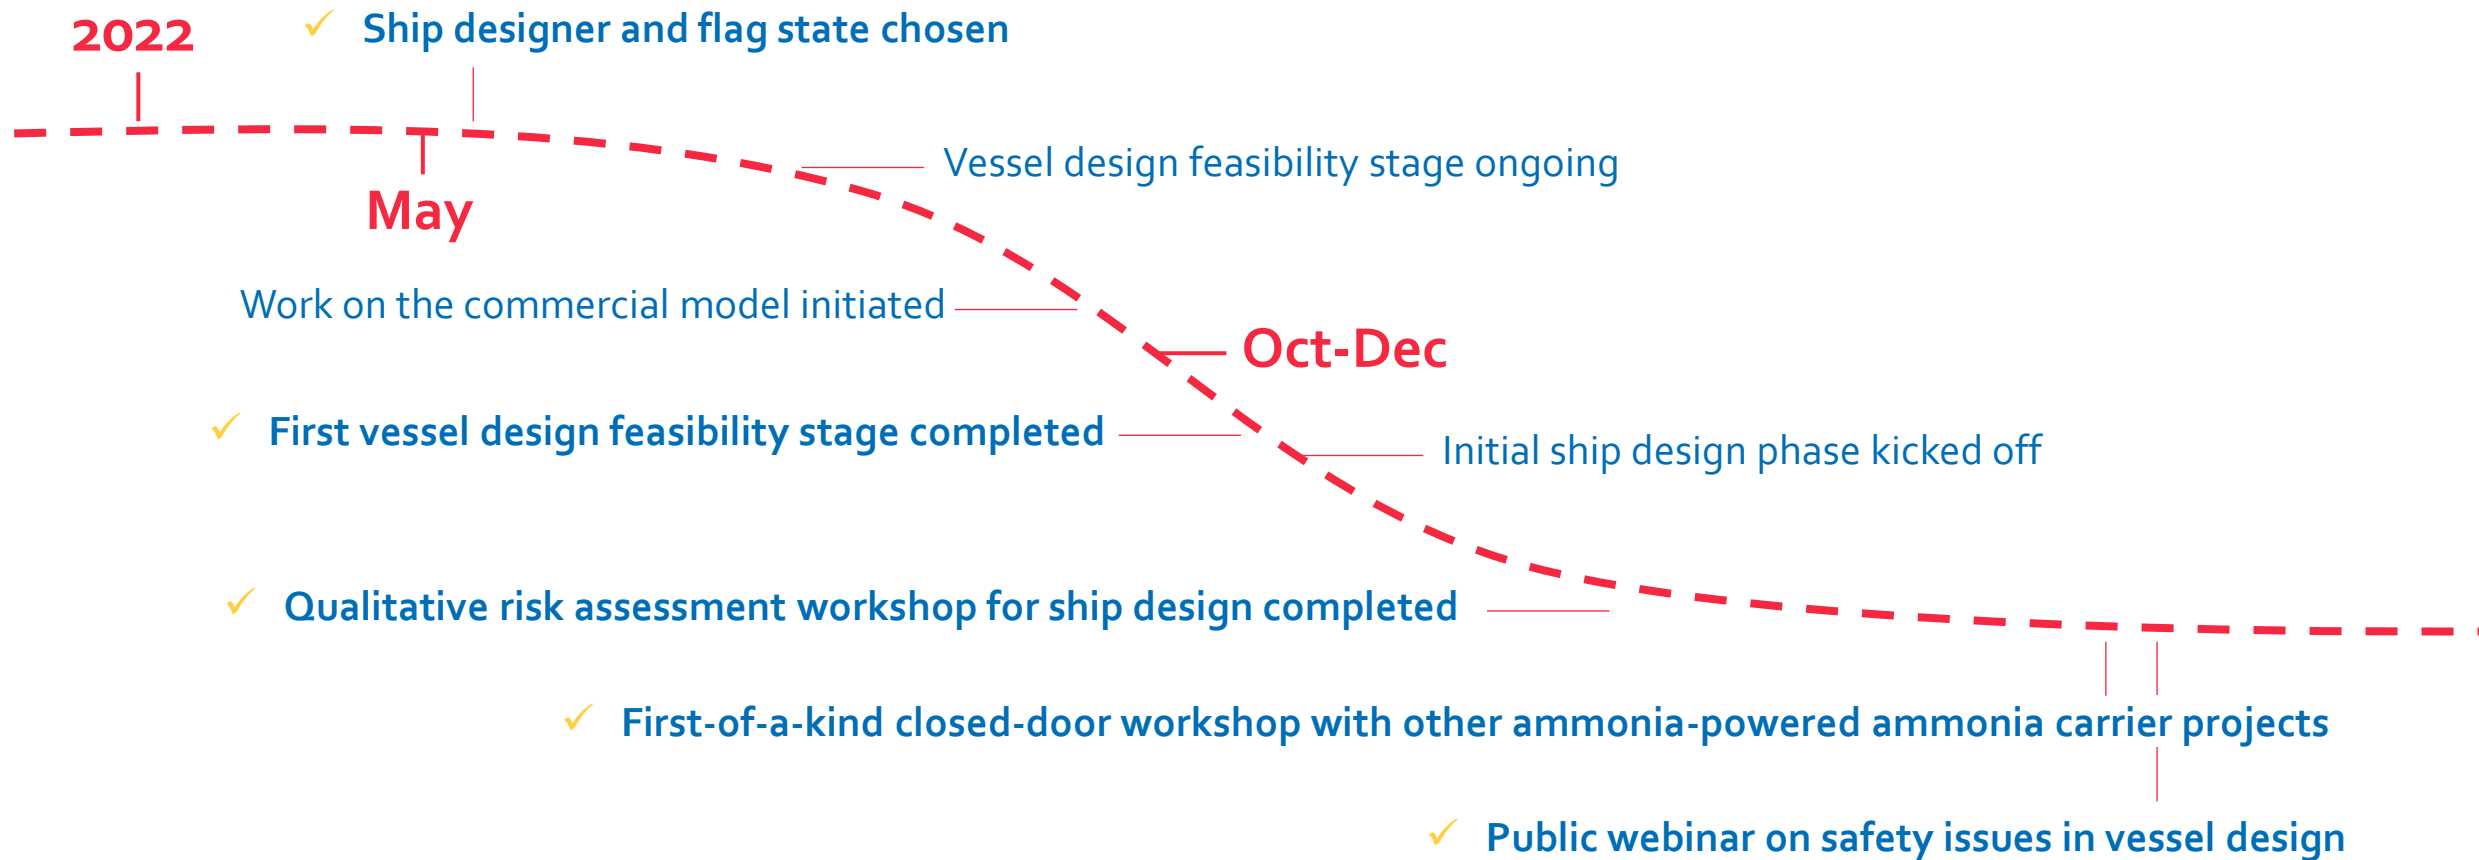 2022
✓ Ship designer and flag state chosen
Vessel design feasibility stage ongoing
May
Work on the commercial model initiated
Oct-Dec
✓ First vessel design feasibility stage completed
Initial ship design phase kicked off
✓ Qualitative risk assessment workshop for ship design completed
✓ First-of-a-kind closed-door workshop with other ammonia-powered ammonia carrier projects
✓ Public webinar on safety issues in vessel design